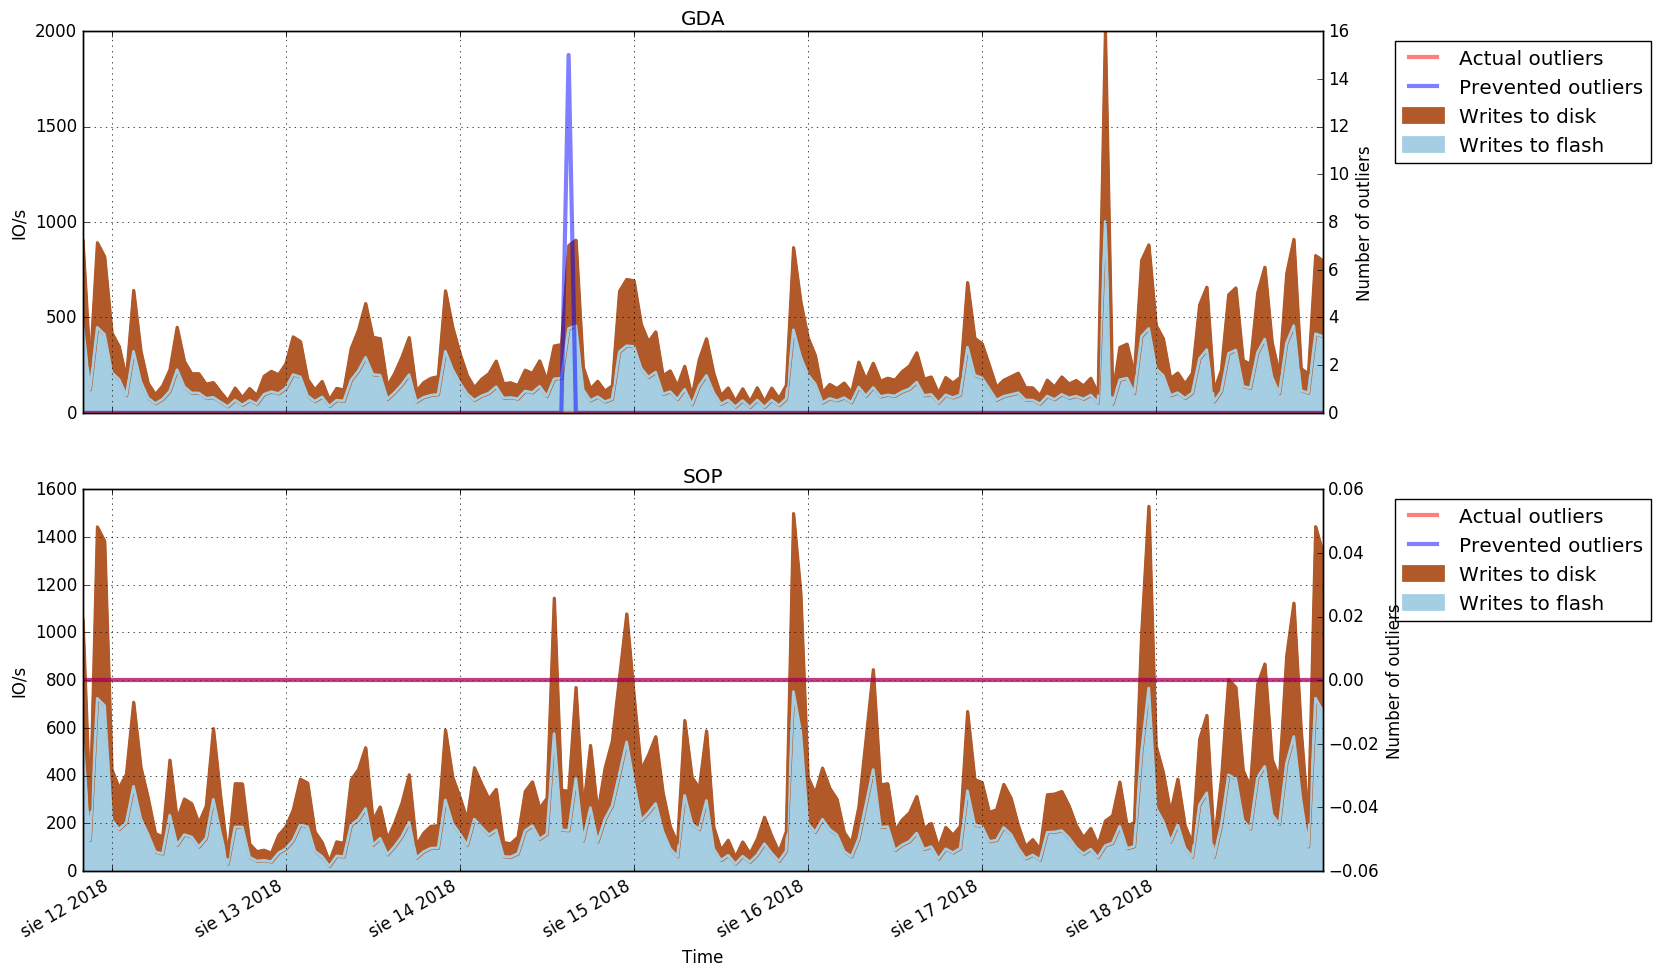 GDA
2000
1500
1000
500
0
IO/s
16
14
12
10
8
6
4
2
0
Number of outliers
Actual outliers
Prevented outliers
Writes to disk
Writes to flash
SOP
1600
1400
1200
1000
800
600
400
200
0
IO/s
0.06
0.04
0.02
0.00
−0.02
−0.04
−0.06
Number of outliers
Actual outliers
Prevented outliers
Writes to disk
Writes to flash
sie 12 2018
sie 13 2018
sie 14 2018
sie 15 2018
sie 16 2018
sie 17 2018
sie 18 2018
Time